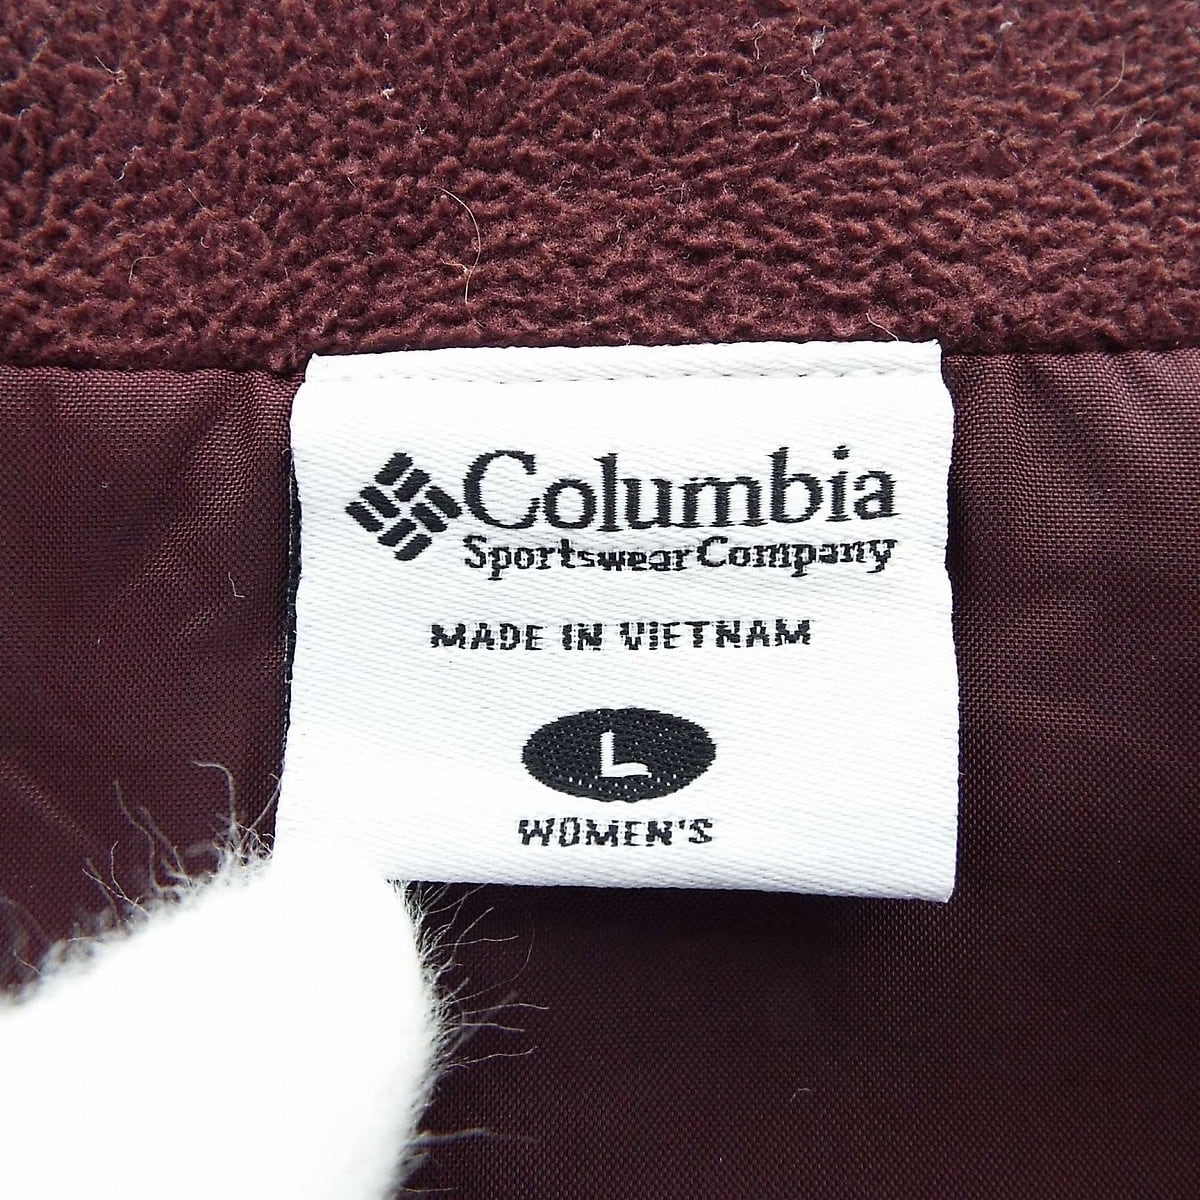 Columbia
Sportswear Company
MADE IN VIETNAM
L
WOMEN'S